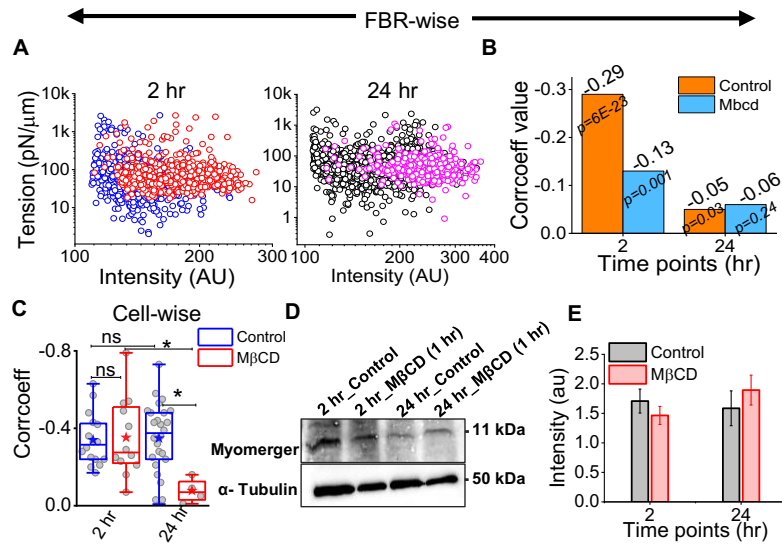 FBR-wise
A
2 hr
24 hr
Tension (pN/μm)
10k
1k
100
10
1
100
200
300
Intensity (AU)
10k
1k
100
10
1
100
200
300
400
Intensity (AU)
B
Control
Mbcd
Corrcoeff value
-0.3
-0.2
-0.1
0.0
-0.29
p=6E-23
-0.13
p=0.001
-0.05
p=0.03
-0.06
p=0.24
2
24
Time points (hr)
C
Cell-wise
Control
MβCD
Corrcoeff
-0.8
-0.4
0.0
ns
*
ns
*
2 hr
24 hr
D
2 hr_Control
2 hr_MβCD (1 hr)
24 hr_Control
24 hr_MβCD (1 hr)
Myomerger
- 11 kDa
α- Tubulin
- 50 kDa
E
Control
MβCD
Intensity (au)
2.5
2.0
1.5
1.0
0.5
0.0
2
24
Time points (hr)